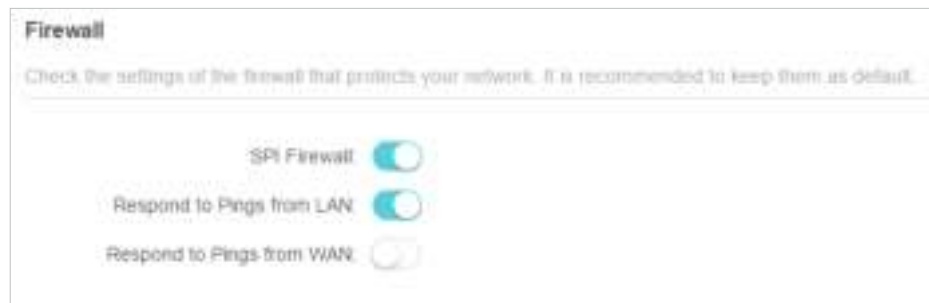 Firewall
Check the settings of the firewall that protects your network. It is recommended to keep them as default.
SPI Firewall:
Respond to Pings from LAN:
Respond to Pings from WAN: